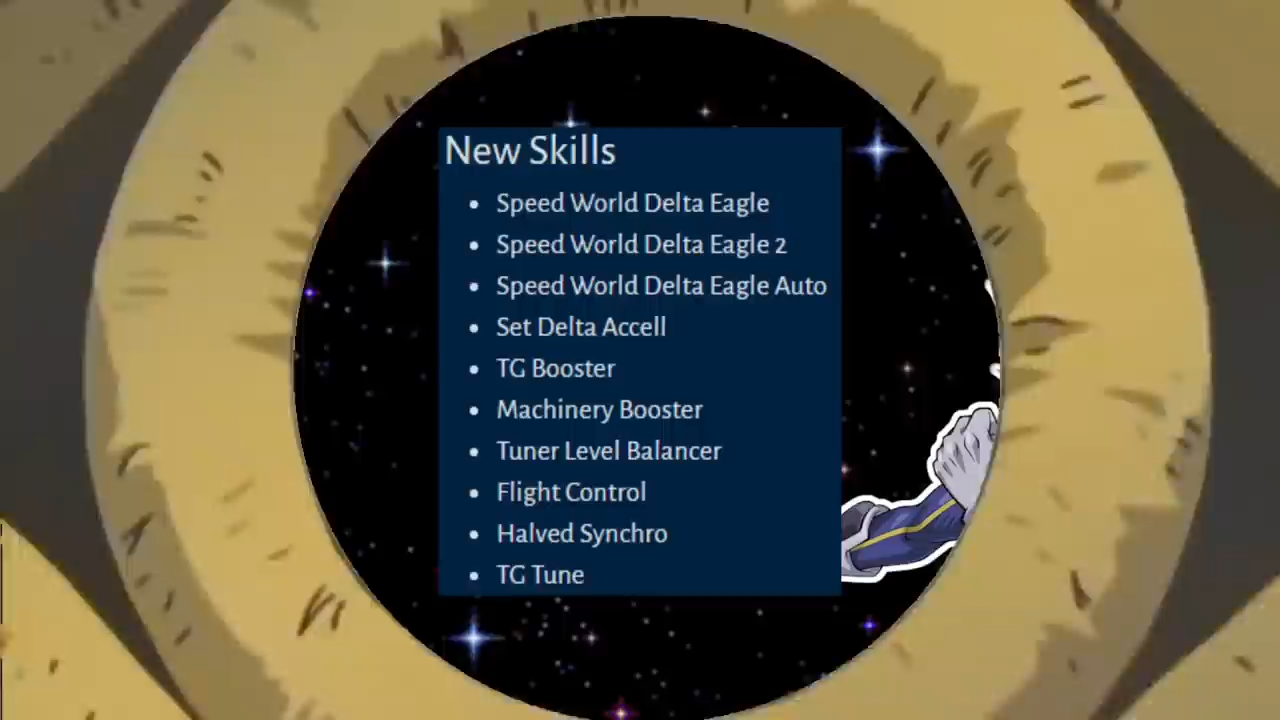 New Skills
• Speed World Delta Eagle
• Speed World Delta Eagle 2
• Speed World Delta Eagle Auto
• Set Delta Accell
• TG Booster
• Machinery Booster
• Tuner Level Balancer
• Flight Control
• Halved Synchro
• TG Tune